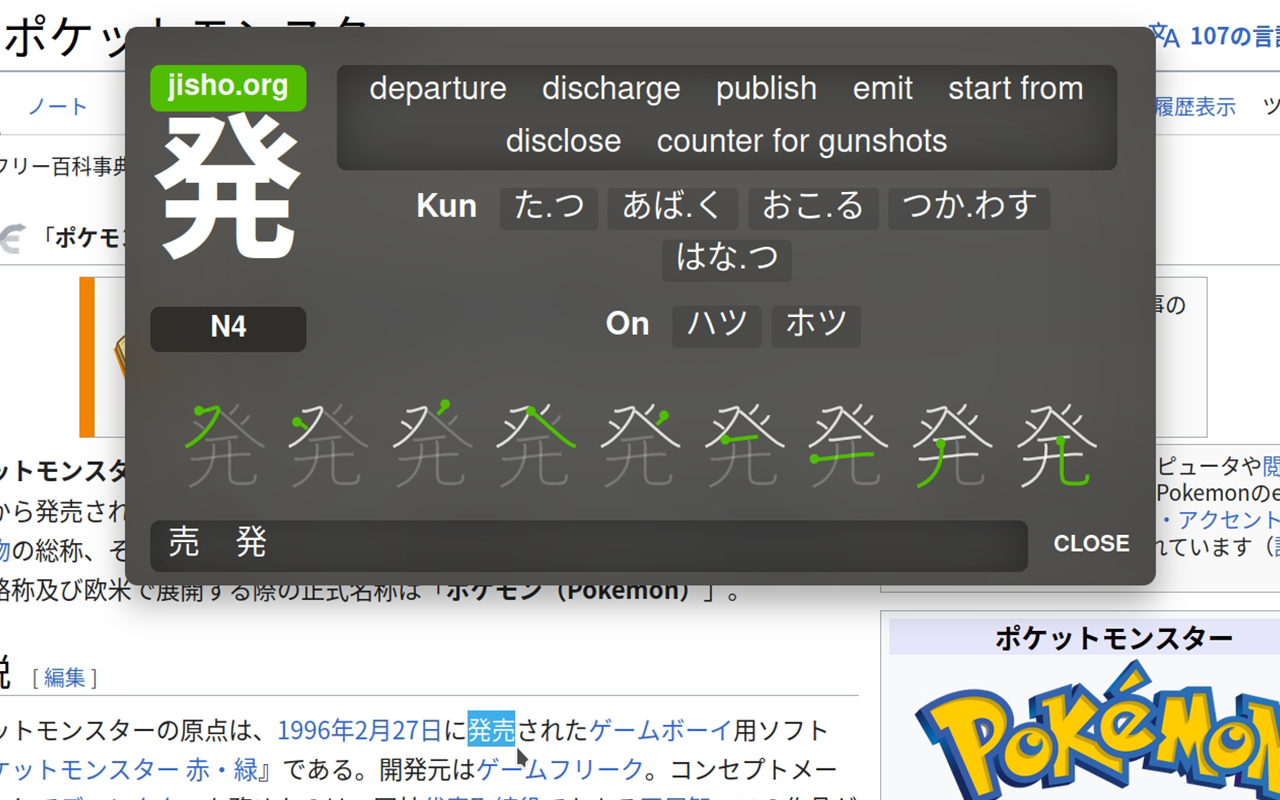 ポケットモンスター
107の言語
ノート
履歴表示
フリー百科事典
「ポケモン
jisho.org
発
N4
departure discharge publish emit start from
disclose counter for gunshots
Kun た.つ あば.く おこ.る つか.わす
はな.つ
On ハツ ホツ
売 発
CLOSE
事の
ットモンスタ
から発売され
物の総称、そ
略称及び欧米で展開する際の正式名称は「ポケモン（Pokémon）」。
ピュータや閲
Pokemonのe
・アクセント
れています（
ポケットモンスター
POKéMON
説 [ 編集 ]
ットモンスターの原点は、1996年2月27日に発売されたゲームボーイ用ソフト
ケットモンスター 赤・緑』である。開発元はゲームフリーク。コンセプトメー